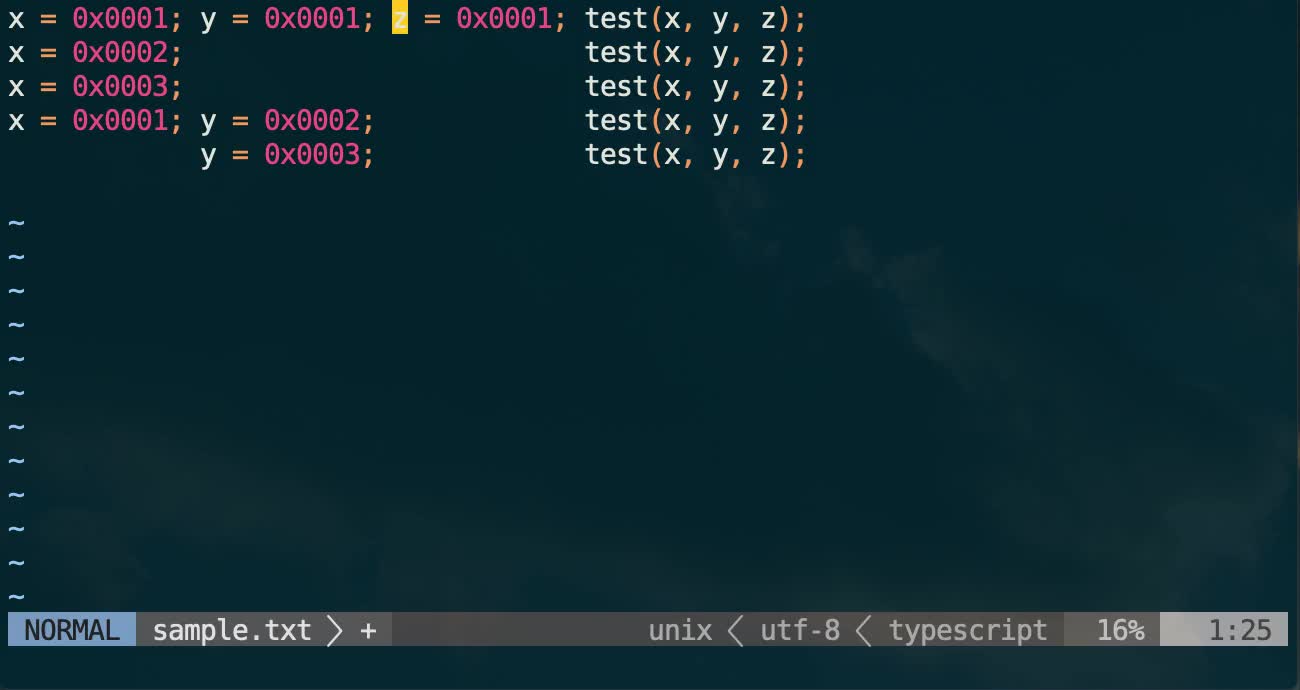 x = 0x0001; y = 0x0001; z = 0x0001; test(x, y, z);
x = 0x0002;                         test(x, y, z);
x = 0x0003;                         test(x, y, z);
x = 0x0001; y = 0x0002;             test(x, y, z);
            y = 0x0003;             test(x, y, z);
~
~
~
~
~
~
~
~
~
~
~
~
NORMAL sample.txt > + unix < utf-8 < typescript 16% 1:25